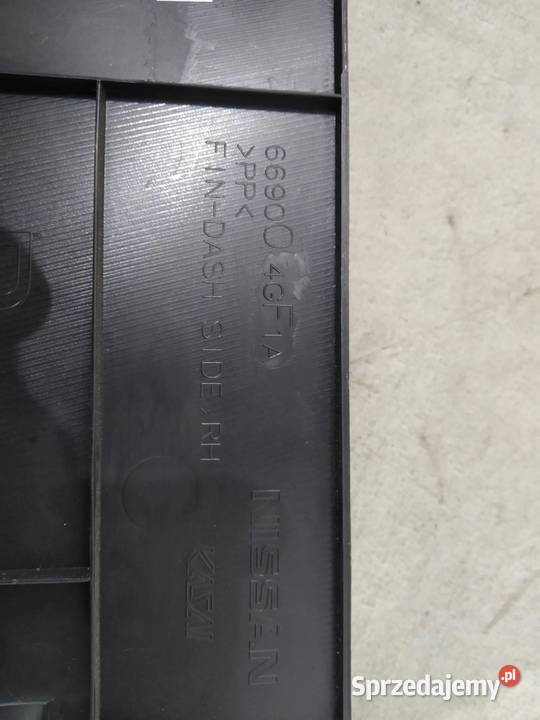 66900 4GF1A
>PP<
FIN-DASH SIDE,RH
NISSAN
KASAI
Sprzedajemy.pl